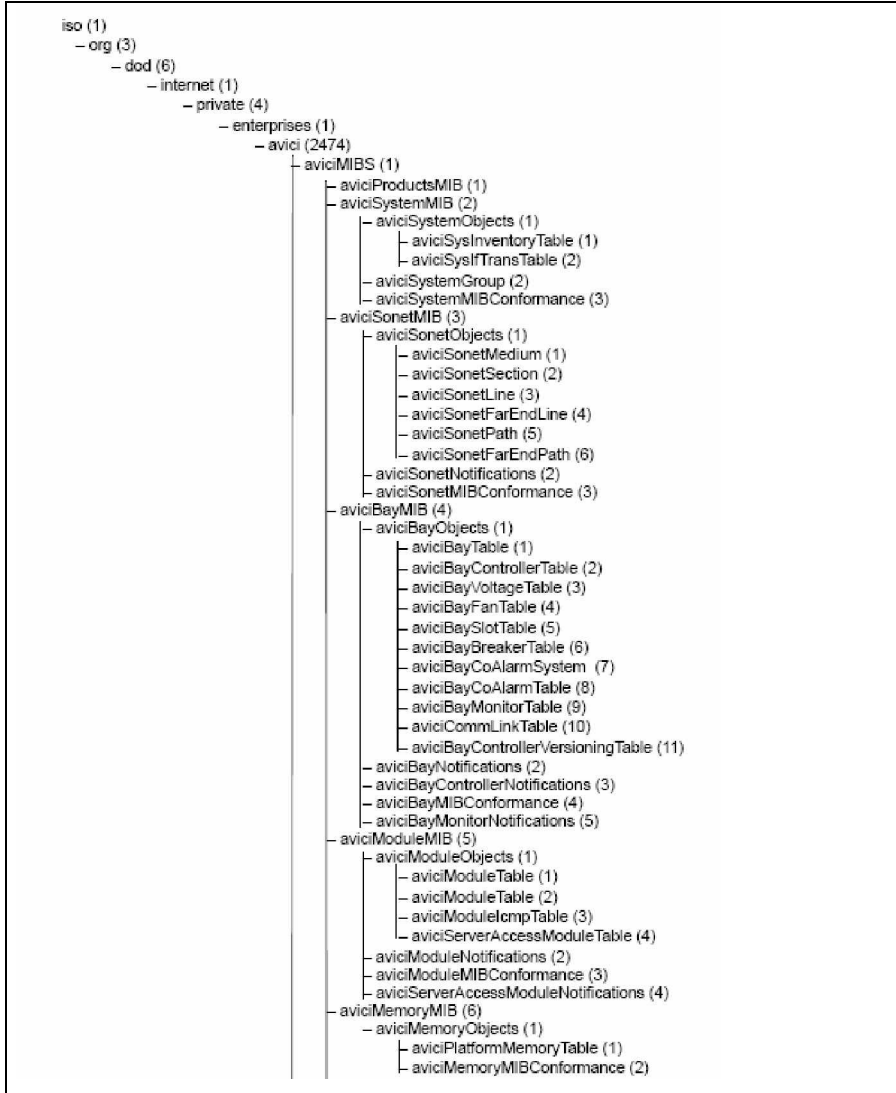 iso (1)
– org (3)
– dod (6)
– internet (1)
– private (4)
– enterprises (1)
– avici (2474)
– aviciMIBS (1)
– aviciProductsMIB (1)
– aviciSystemMIB (2)
– aviciSystemObjects (1)
– aviciSysInventoryTable (1)
– aviciSysIfTransTable (2)
– aviciSystemGroup (2)
– aviciSystemMIBConformance (3)
– aviciSonetMIB (3)
– aviciSonetObjects (1)
– aviciSonetMedium (1)
– aviciSonetSection (2)
– aviciSonetLine (3)
– aviciSonetFarEndLine (4)
– aviciSonetPath (5)
– aviciSonetFarEndPath (6)
– aviciSonetNotifications (2)
– aviciSonetMIBConformance (3)
– aviciBayMIB (4)
– aviciBayObjects (1)
– aviciBayTable (1)
– aviciBayControllerTable (2)
– aviciBayVoltageTable (3)
– aviciBayFanTable (4)
– aviciBaySlotTable (5)
– aviciBayBreakerTable (6)
– aviciBayCoAlarmSystem (7)
– aviciBayCoAlarmTable (8)
– aviciBayMonitorTable (9)
– aviciCommLinkTable (10)
– aviciBayControllerVersioningTable (11)
– aviciBayNotifications (2)
– aviciBayControllerNotifications (3)
– aviciBayMIBConformance (4)
– aviciBayMonitorNotifications (5)
– aviciModuleMIB (5)
– aviciModuleObjects (1)
– aviciModuleTable (1)
– aviciModuleTable (2)
– aviciModuleIcmpTable (3)
– aviciServerAccessModuleTable (4)
– aviciModuleNotifications (2)
– aviciModuleMIBConformance (3)
– aviciServerAccessModuleNotifications (4)
– aviciMemoryMIB (6)
– aviciMemoryObjects (1)
– aviciPlatformMemoryTable (1)
– aviciMemoryMIBConformance (2)